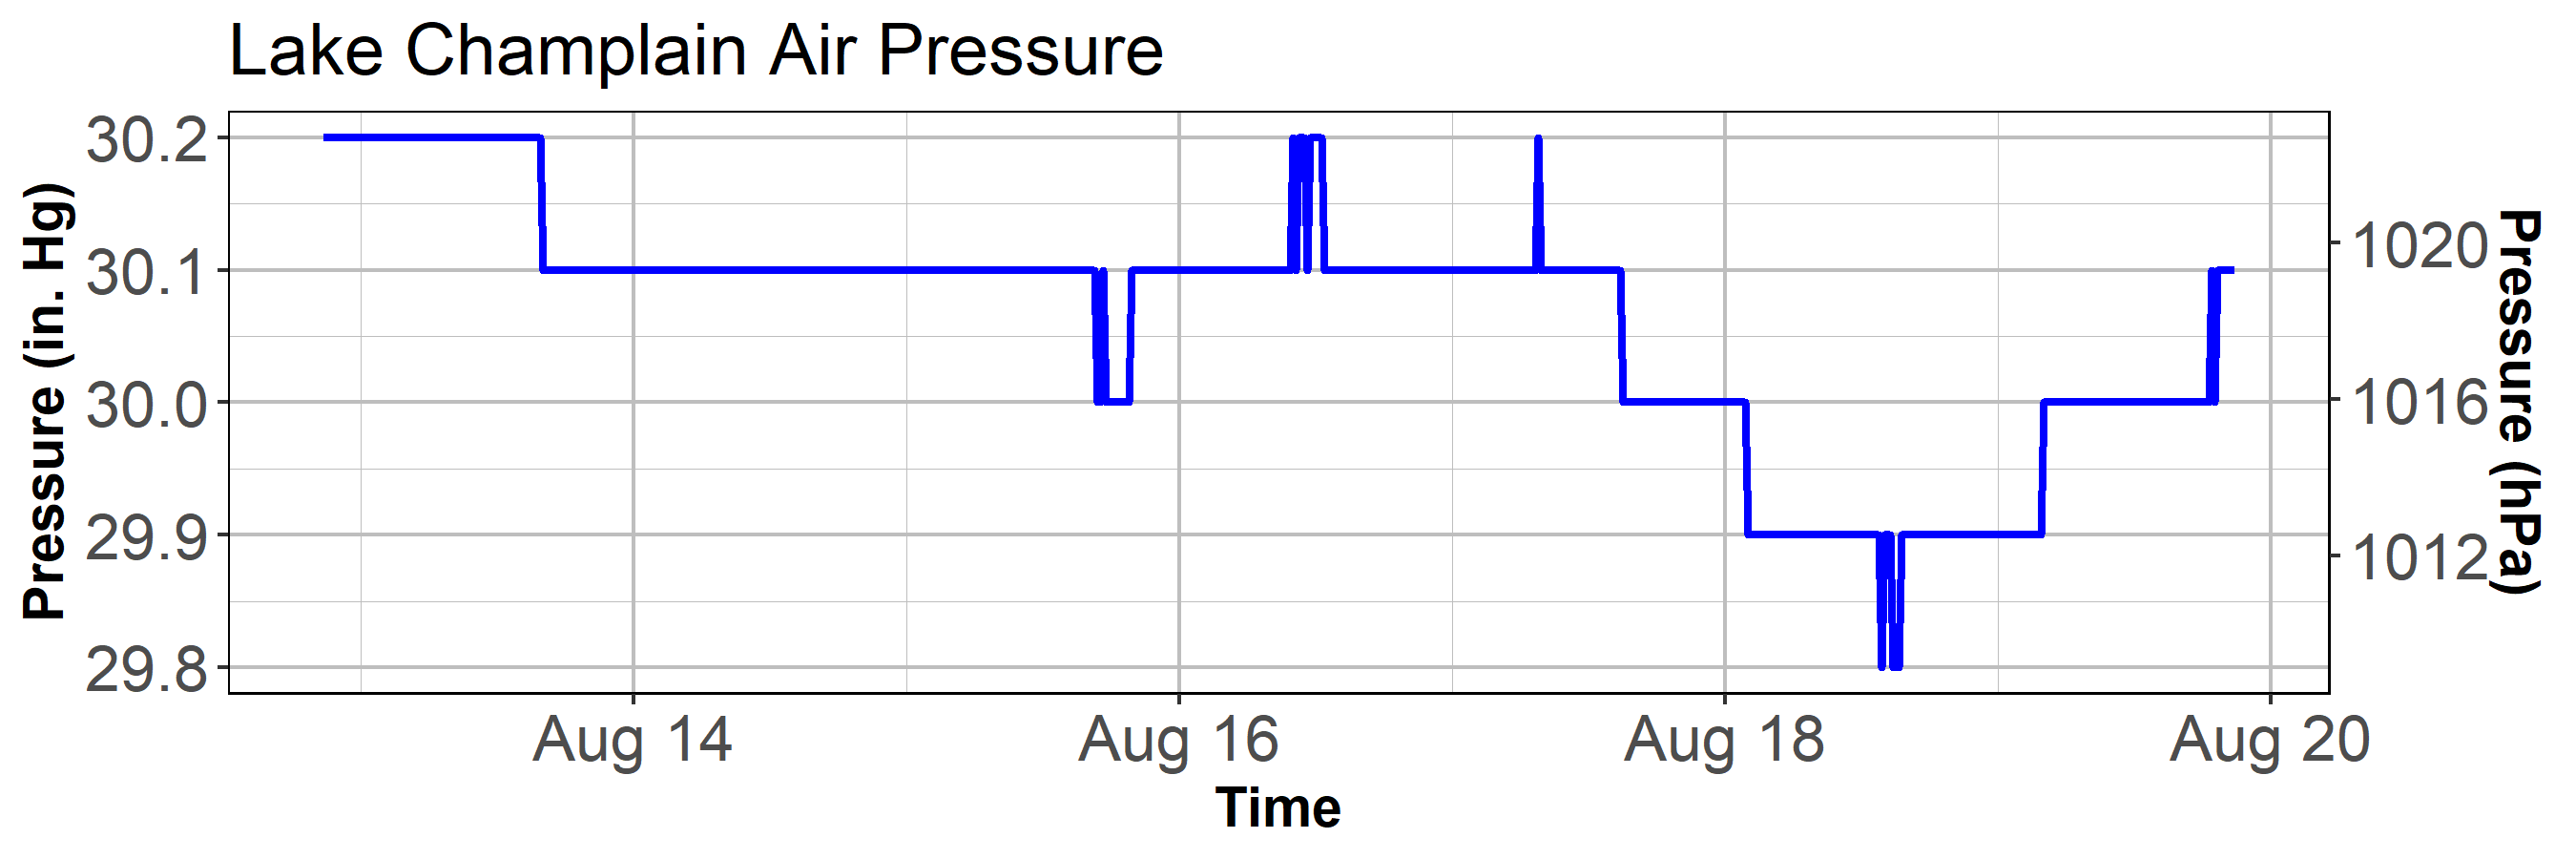 Lake Champlain Air Pressure
Pressure (in. Hg)
30.2
30.1
30.0
29.9
29.8
1020
1016
1012
Pressure (hPa)
Aug 14 Aug 16 Aug 18 Aug 20
Time